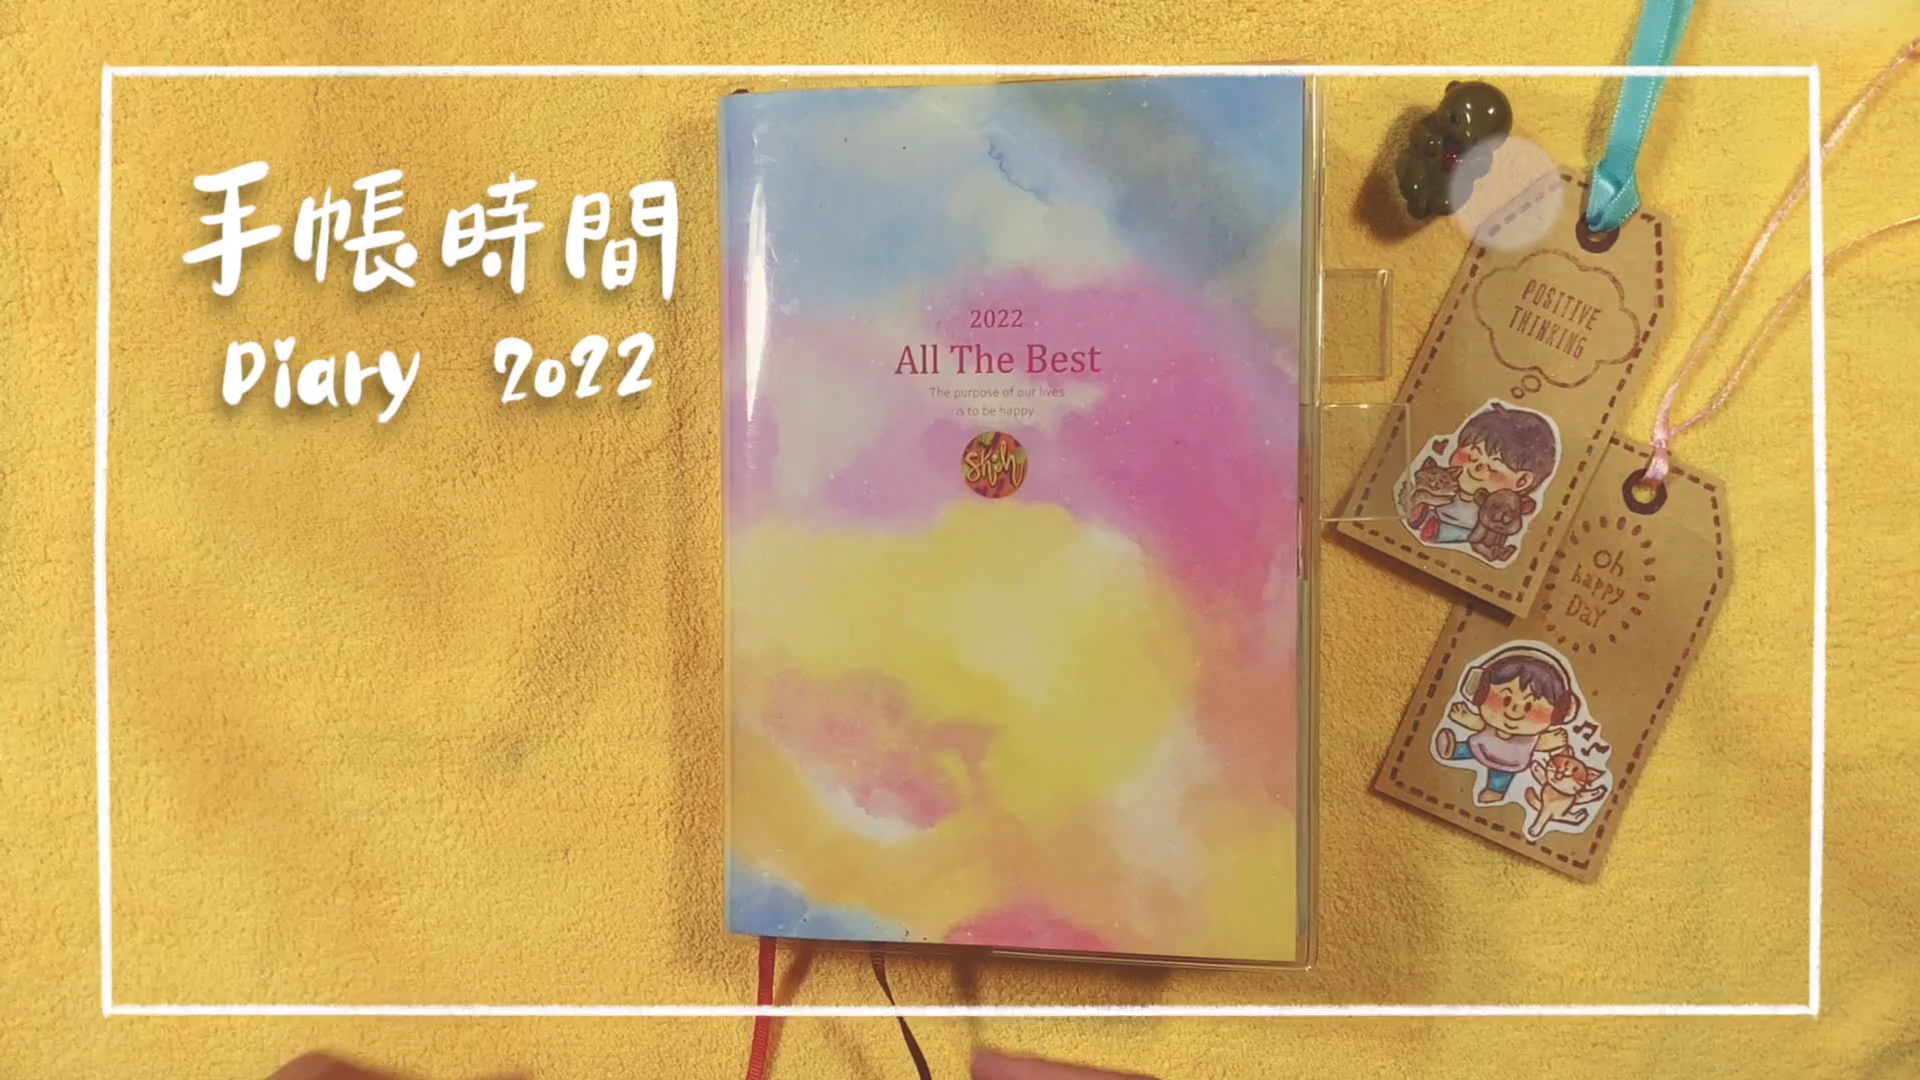 手帳時間
Diary 2022
2022
All The Best
The purpose of our lives
is to be happy
Skih
POSITIVE
THINKING
Oh
happy
DaY